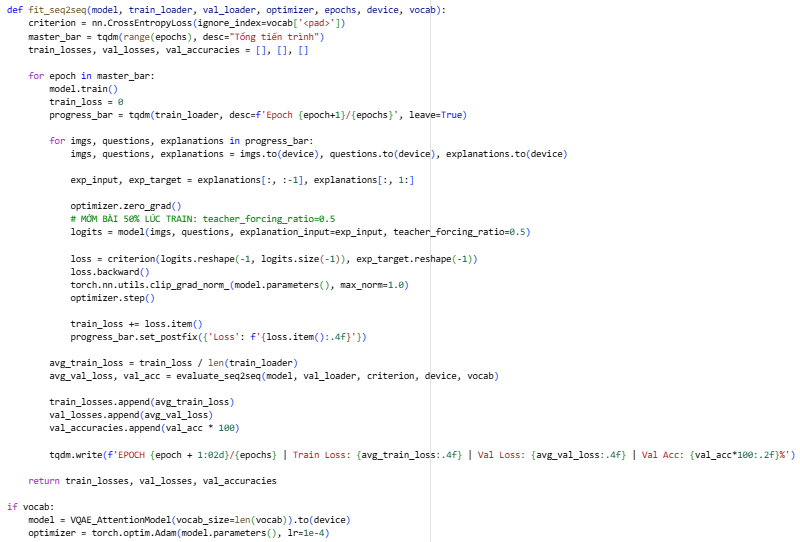 def fit_seq2seq(model, train_loader, val_loader, optimizer, epochs, device, vocab):
    criterion = nn.CrossEntropyLoss(ignore_index=vocab['<pad>'])
    master_bar = tqdm(range(epochs), desc="Tổng tiến trình")
    train_losses, val_losses, val_accuracies = [], [], []

    for epoch in master_bar:
        model.train()
        train_loss = 0
        progress_bar = tqdm(train_loader, desc=f'Epoch {epoch+1}/{epochs}', leave=True)

        for imgs, questions, explanations in progress_bar:
            imgs, questions, explanations = imgs.to(device), questions.to(device), explanations.to(device)

            exp_input, exp_target = explanations[:, :-1], explanations[:, 1:]

            optimizer.zero_grad()
            # MỚM BÀI 50% LÚC TRAIN: teacher_forcing_ratio=0.5
            logits = model(imgs, questions, explanation_input=exp_input, teacher_forcing_ratio=0.5)

            loss = criterion(logits.reshape(-1, logits.size(-1)), exp_target.reshape(-1))
            loss.backward()
            torch.nn.utils.clip_grad_norm_(model.parameters(), max_norm=1.0)
            optimizer.step()

            train_loss += loss.item()
            progress_bar.set_postfix({'Loss': f'{loss.item():.4f}'})

        avg_train_loss = train_loss / len(train_loader)
        avg_val_loss, val_acc = evaluate_seq2seq(model, val_loader, criterion, device, vocab)

        train_losses.append(avg_train_loss)
        val_losses.append(avg_val_loss)
        val_accuracies.append(val_acc * 100)

        tqdm.write(f'EPOCH {epoch + 1:02d}/{epochs} | Train Loss: {avg_train_loss:.4f} | Val Loss: {avg_val_loss:.4f} | Val Acc: {val_acc*100:.2f}%')

    return train_losses, val_losses, val_accuracies

if vocab:
    model = VQAE_AttentionModel(vocab_size=len(vocab)).to(device)
    optimizer = torch.optim.Adam(model.parameters(), lr=1e-4)